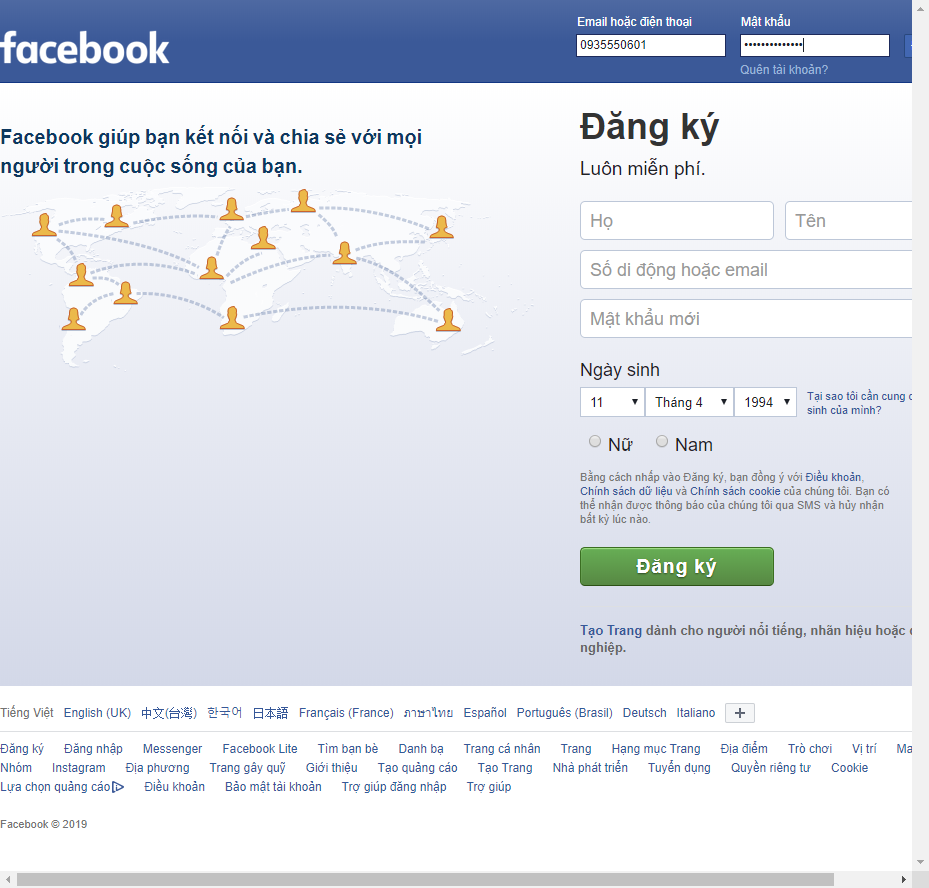 facebook
Email hoặc điện thoại
Mật khẩu
0935550601
••••••••••••••
Quên tài khoản?
Facebook giúp bạn kết nối và chia sẻ với mọi
người trong cuộc sống của bạn.
Đăng ký
Luôn miễn phí.
Họ
Tên
Số di động hoặc email
Mật khẩu mới
Ngày sinh
11 Tháng 4 1994
Tại sao tôi cần cung
sinh của mình?
Nữ Nam
Bằng cách nhấp vào Đăng ký, bạn đồng ý với Điều khoản,
Chính sách dữ liệu và Chính sách cookie của chúng tôi. Bạn có
thể nhận được thông báo của chúng tôi qua SMS và hủy nhận
bất kỳ lúc nào.
Đăng ký
Tạo Trang dành cho người nổi tiếng, nhãn hiệu hoặc
nghiệp.
Tiếng Việt English (UK) 中文(台灣) 한국어 日本語 Français (France) ภาษาไทย Español Português (Brasil) Deutsch Italiano +
Đăng ký Đăng nhập Messenger Facebook Lite Tìm bạn bè Danh bạ Trang cá nhân Trang Hạng mục Trang Địa điểm Trò chơi Vị trí Ma
Nhóm Instagram Địa phương Trang gây quỹ Giới thiệu Tạo quảng cáo Tạo Trang Nhà phát triển Tuyển dụng Quyền riêng tư Cookie
Lựa chọn quảng cáo Điều khoản Bảo mật tài khoản Trợ giúp đăng nhập Trợ giúp
Facebook © 2019